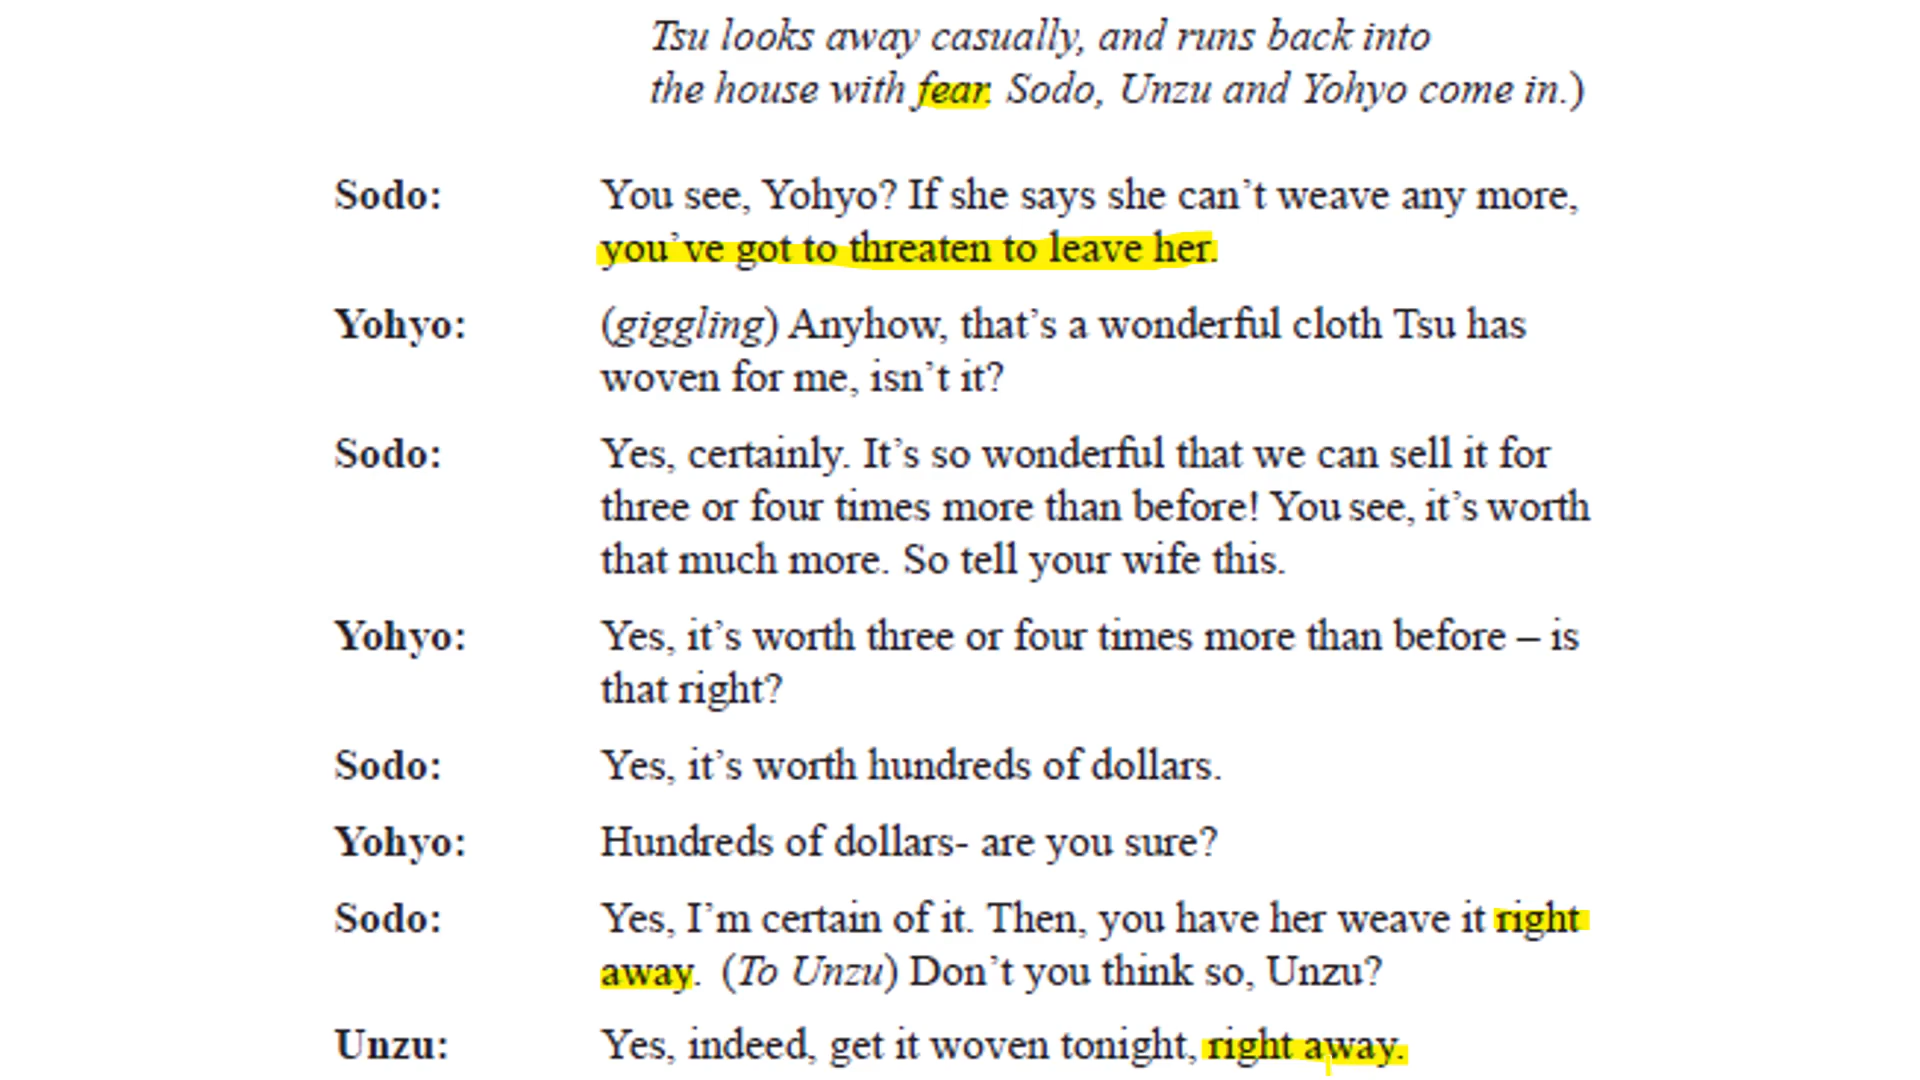 Tsu looks away casually, and runs back into
the house with fear. Sodo, Unzu and Yohyo come in.)
Sodo: You see, Yohyo? If she says she can’t weave any more,
you’ve got to threaten to leave her.
Yohyo: (giggling) Anyhow, that’s a wonderful cloth Tsu has
woven for me, isn’t it?
Sodo: Yes, certainly. It’s so wonderful that we can sell it for
three or four times more than before! You see, it’s worth
that much more. So tell your wife this.
Yohyo: Yes, it’s worth three or four times more than before – is
that right?
Sodo: Yes, it’s worth hundreds of dollars.
Yohyo: Hundreds of dollars- are you sure?
Sodo: Yes, I’m certain of it. Then, you have her weave it right
away. (To Unzu) Don’t you think so, Unzu?
Unzu: Yes, indeed, get it woven tonight, right away.